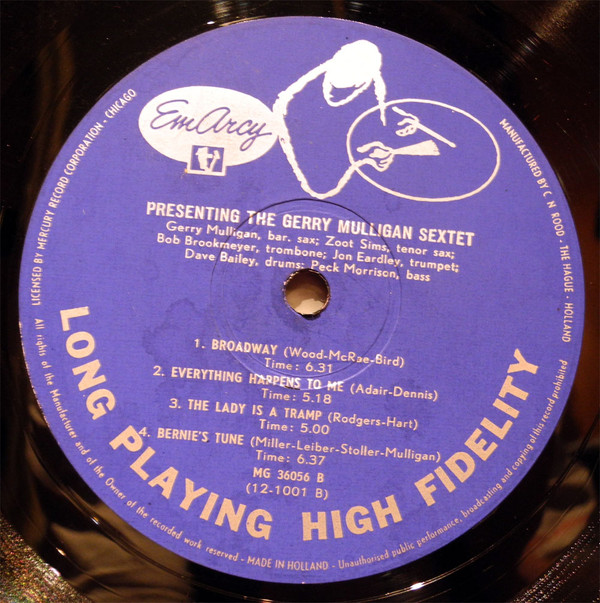 EmArcy
LICENSED BY MERCURY RECORD CORPORATION - CHICAGO
MANUFACTURED BY C N ROOD - THE HAGUE - HOLLAND
PRESENTING THE GERRY MULLIGAN SEXTET
Gerry Mulligan, bar. sax; Zoot Sims, tenor sax;
Bob Brookmeyer, trombone; Jon Eardley, trumpet;
Dave Bailey, drums; Peck Morrison, bass
1. BROADWAY (Wood-McRae-Bird)
Time: 6.31
2. EVERYTHING HAPPENS TO ME (Adair-Dennis)
Time: 5.18
3. THE LADY IS A TRAMP (Rodgers-Hart)
Time: 5.00
4. BERNIE'S TUNE (Miller-Leiber-Stoller-Mulligan)
Time: 6.37
MG 36056 B
(12-1001 B)
LONG PLAYING HIGH FIDELITY
All rights of the Manufacturer and of the Owner of the recorded work reserved - MADE IN HOLLAND - Unauthorised public performance, broadcasting and copying of this record prohibited